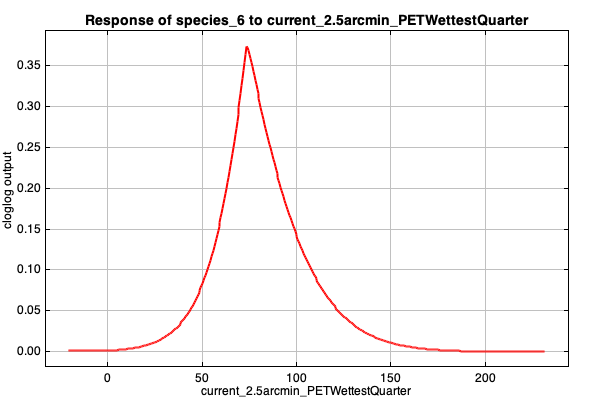 Response of species_6 to current_2.5arcmin_PETWettestQuarter
0.35
0.30
0.25
0.20
0.15
0.10
0.05
0.00
cloglog output
0 50 100 150 200
current_2.5arcmin_PETWettestQuarter